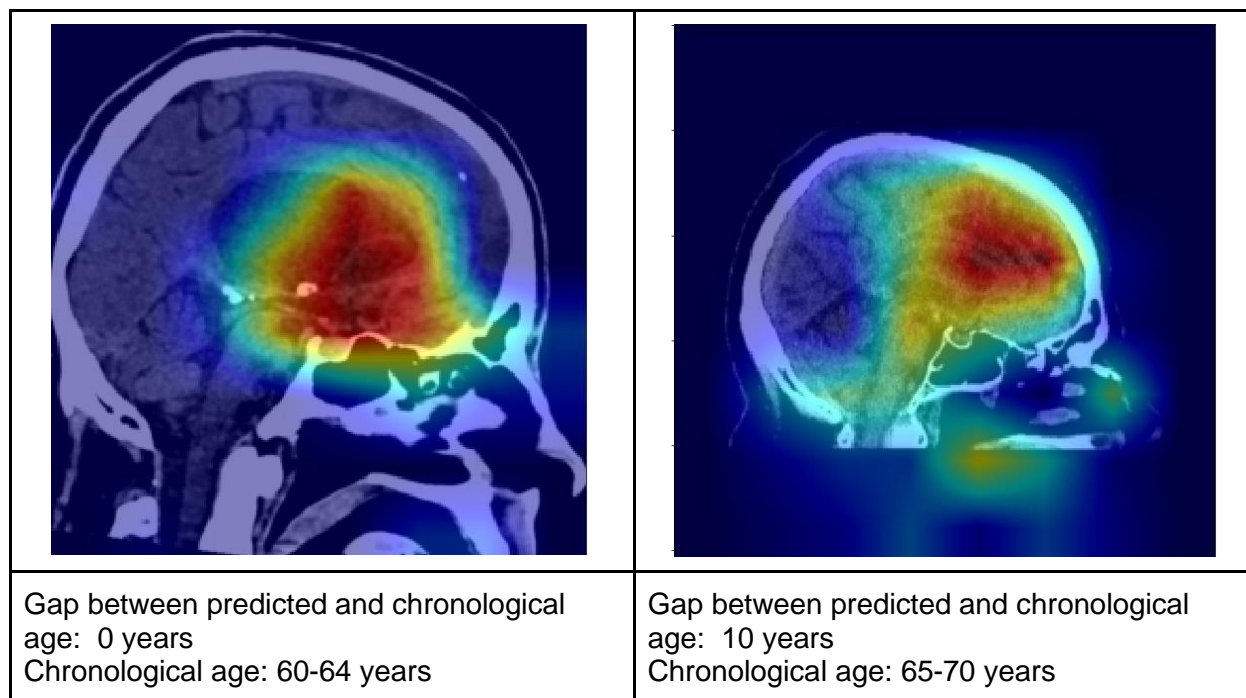 Gap between predicted and chronological
age:  0 years
Chronological age: 60-64 years
Gap between predicted and chronological
age:  10 years
Chronological age: 65-70 years